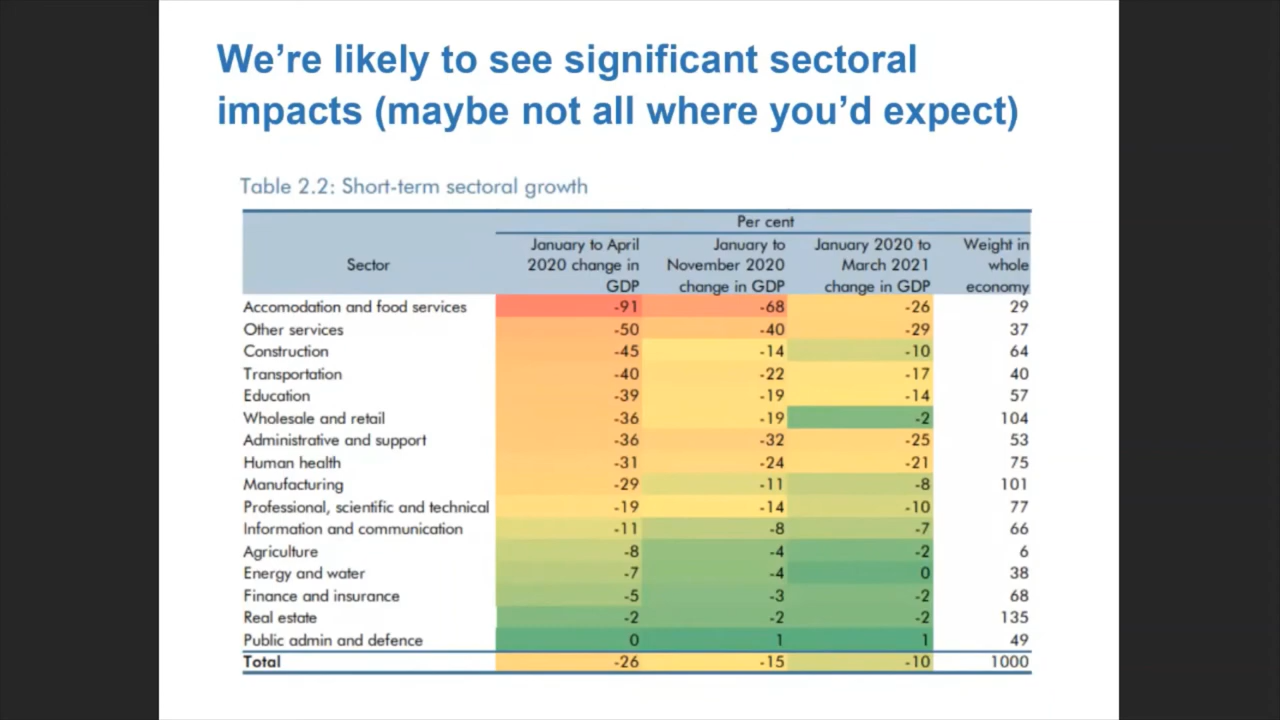 We're likely to see significant sectoral
impacts (maybe not all where you'd expect)
Table 2.2: Short-term sectoral growth
Per cent
Sector
January to April
2020 change in
GDP
January to
November 2020
change in GDP
January 2020 to
March 2021
change in GDP
Weight in
whole
economy
Accomodation and food services -91 -68 -26 29
Other services -50 -40 -29 37
Construction -45 -14 -10 64
Transportation -40 -22 -17 40
Education -39 -19 -14 57
Wholesale and retail -36 -19 -2 104
Administrative and support -36 -32 -25 53
Human health -31 -24 -21 75
Manufacturing -29 -11 -8 101
Professional, scientific and technical -19 -14 -10 77
Information and communication -11 -8 -7 66
Agriculture -8 -4 -2 6
Energy and water -7 -4 0 38
Finance and insurance -5 -3 -2 68
Real estate -2 -2 -2 135
Public admin and defence 0 1 1 49
Total -26 -15 -10 1000